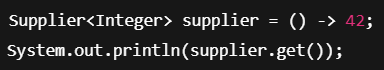 Supplier<Integer> supplier = () -> 42;
System.out.println(supplier.get());